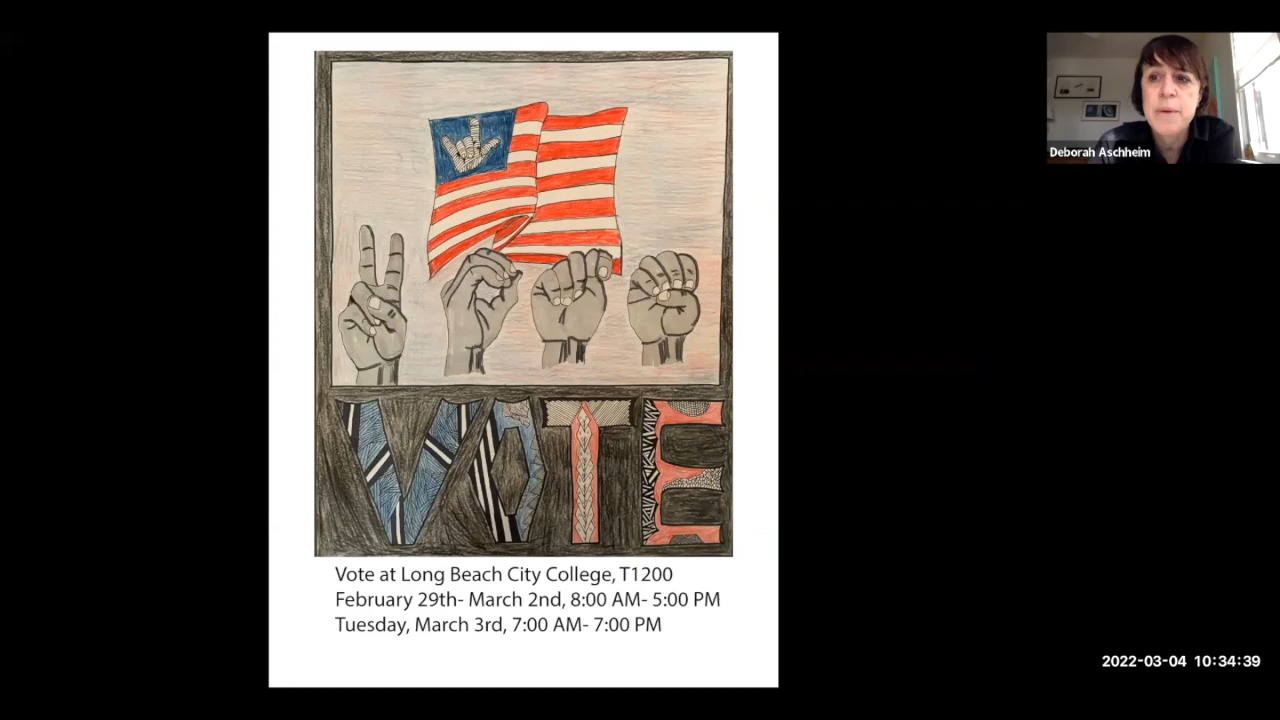 Deborah Aschheim
VOTE
Vote at Long Beach City College, T1200
February 29th- March 2nd, 8:00 AM- 5:00 PM
Tuesday, March 3rd, 7:00 AM- 7:00 PM
2022-03-04 10:34:39